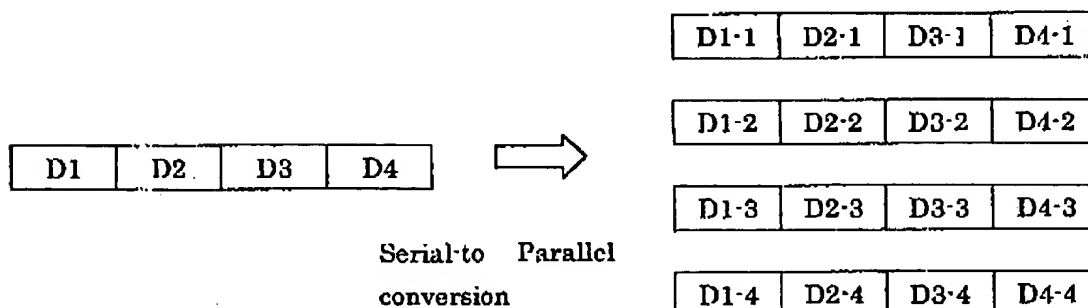 D1 D2 D3 D4
Serial-to Parallel
conversion
D1-1 D2-1 D3-1 D4-1
D1-2 D2-2 D3-2 D4-2
D1-3 D2-3 D3-3 D4-3
D1-4 D2-4 D3-4 D4-4